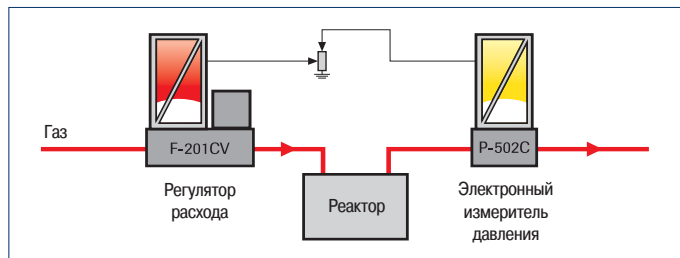 Газ
F-201CV
P-502C
Регулятор
расхода
Реактор
Электронный
измеритель
давления